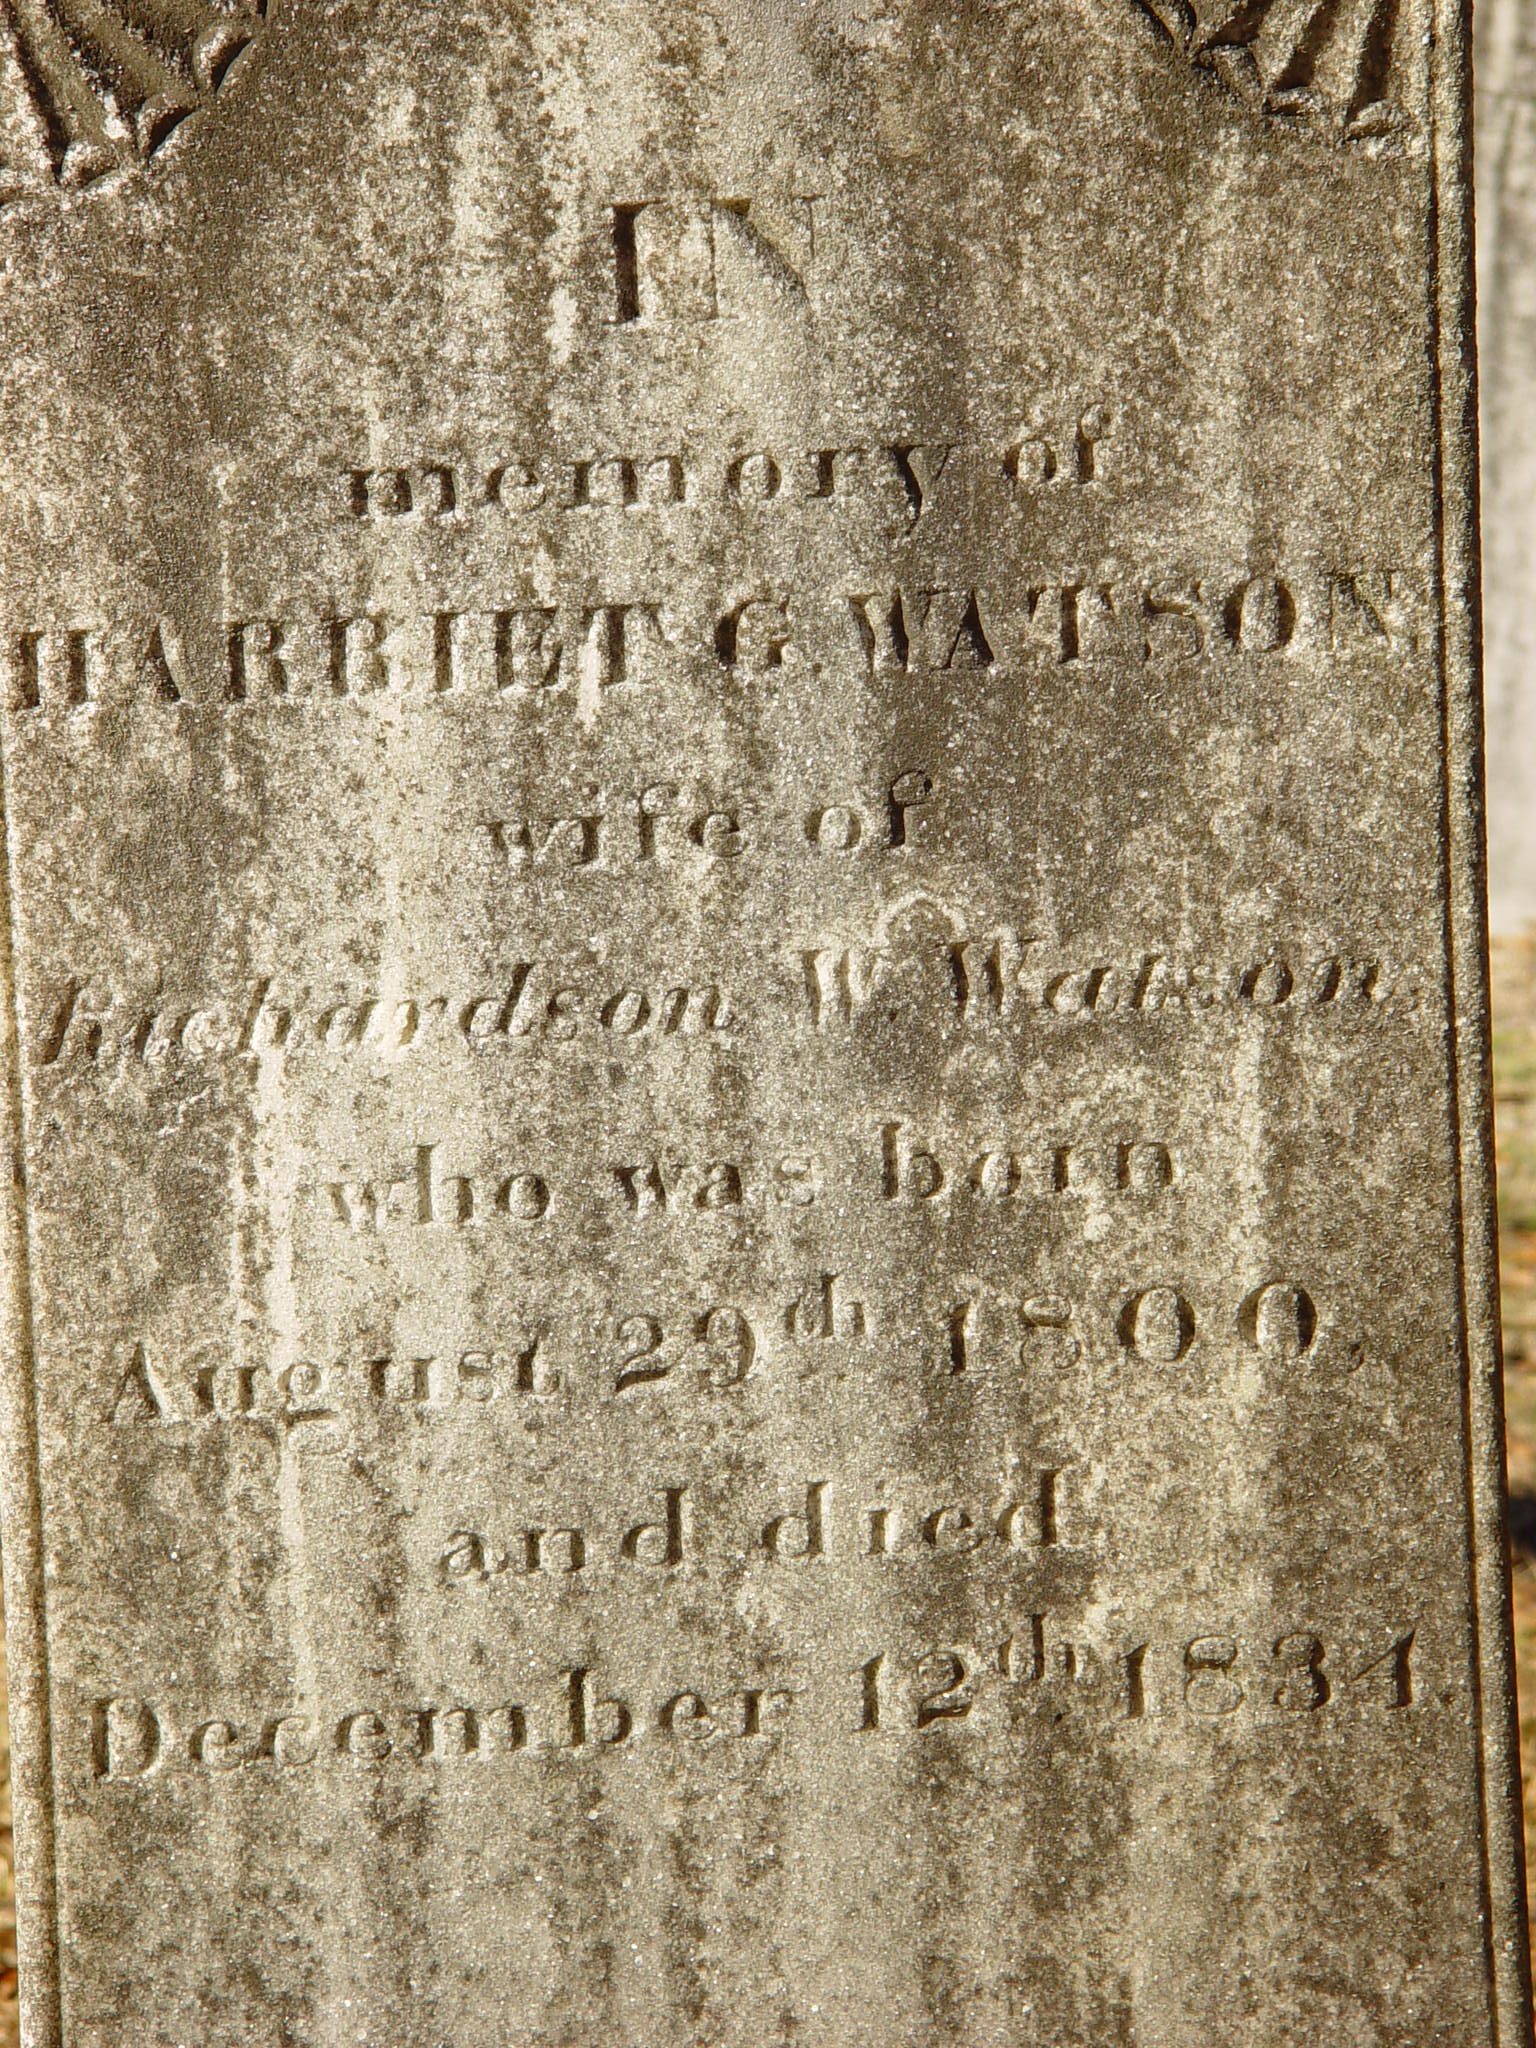 IN
memory of
HARRIET G. WATSON
wife of
Richardson W. Watson,
who was born
August 29th 1800,
and died
December 12th 1834